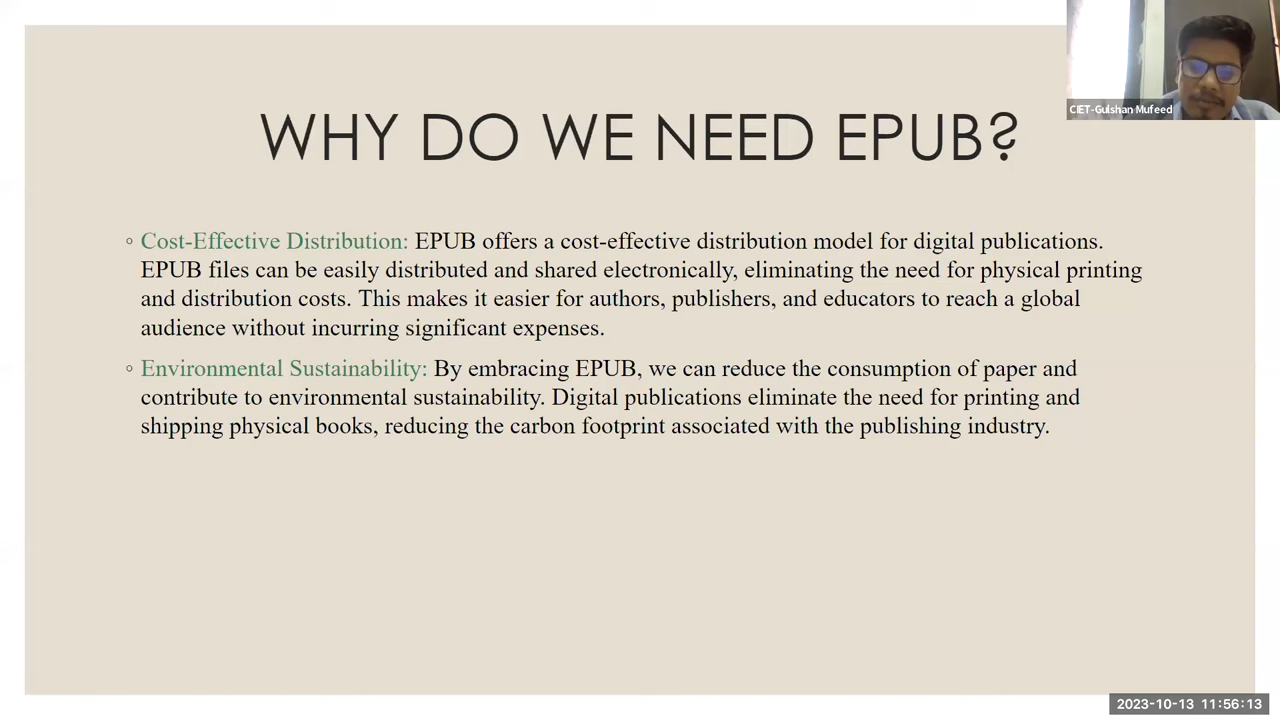 CIET-Gulshan Mufeed
WHY DO WE NEED EPUB?
◦ Cost-Effective Distribution: EPUB offers a cost-effective distribution model for digital publications.
EPUB files can be easily distributed and shared electronically, eliminating the need for physical printing
and distribution costs. This makes it easier for authors, publishers, and educators to reach a global
audience without incurring significant expenses.
◦ Environmental Sustainability: By embracing EPUB, we can reduce the consumption of paper and
contribute to environmental sustainability. Digital publications eliminate the need for printing and
shipping physical books, reducing the carbon footprint associated with the publishing industry.
2023-10-13 11:56:13